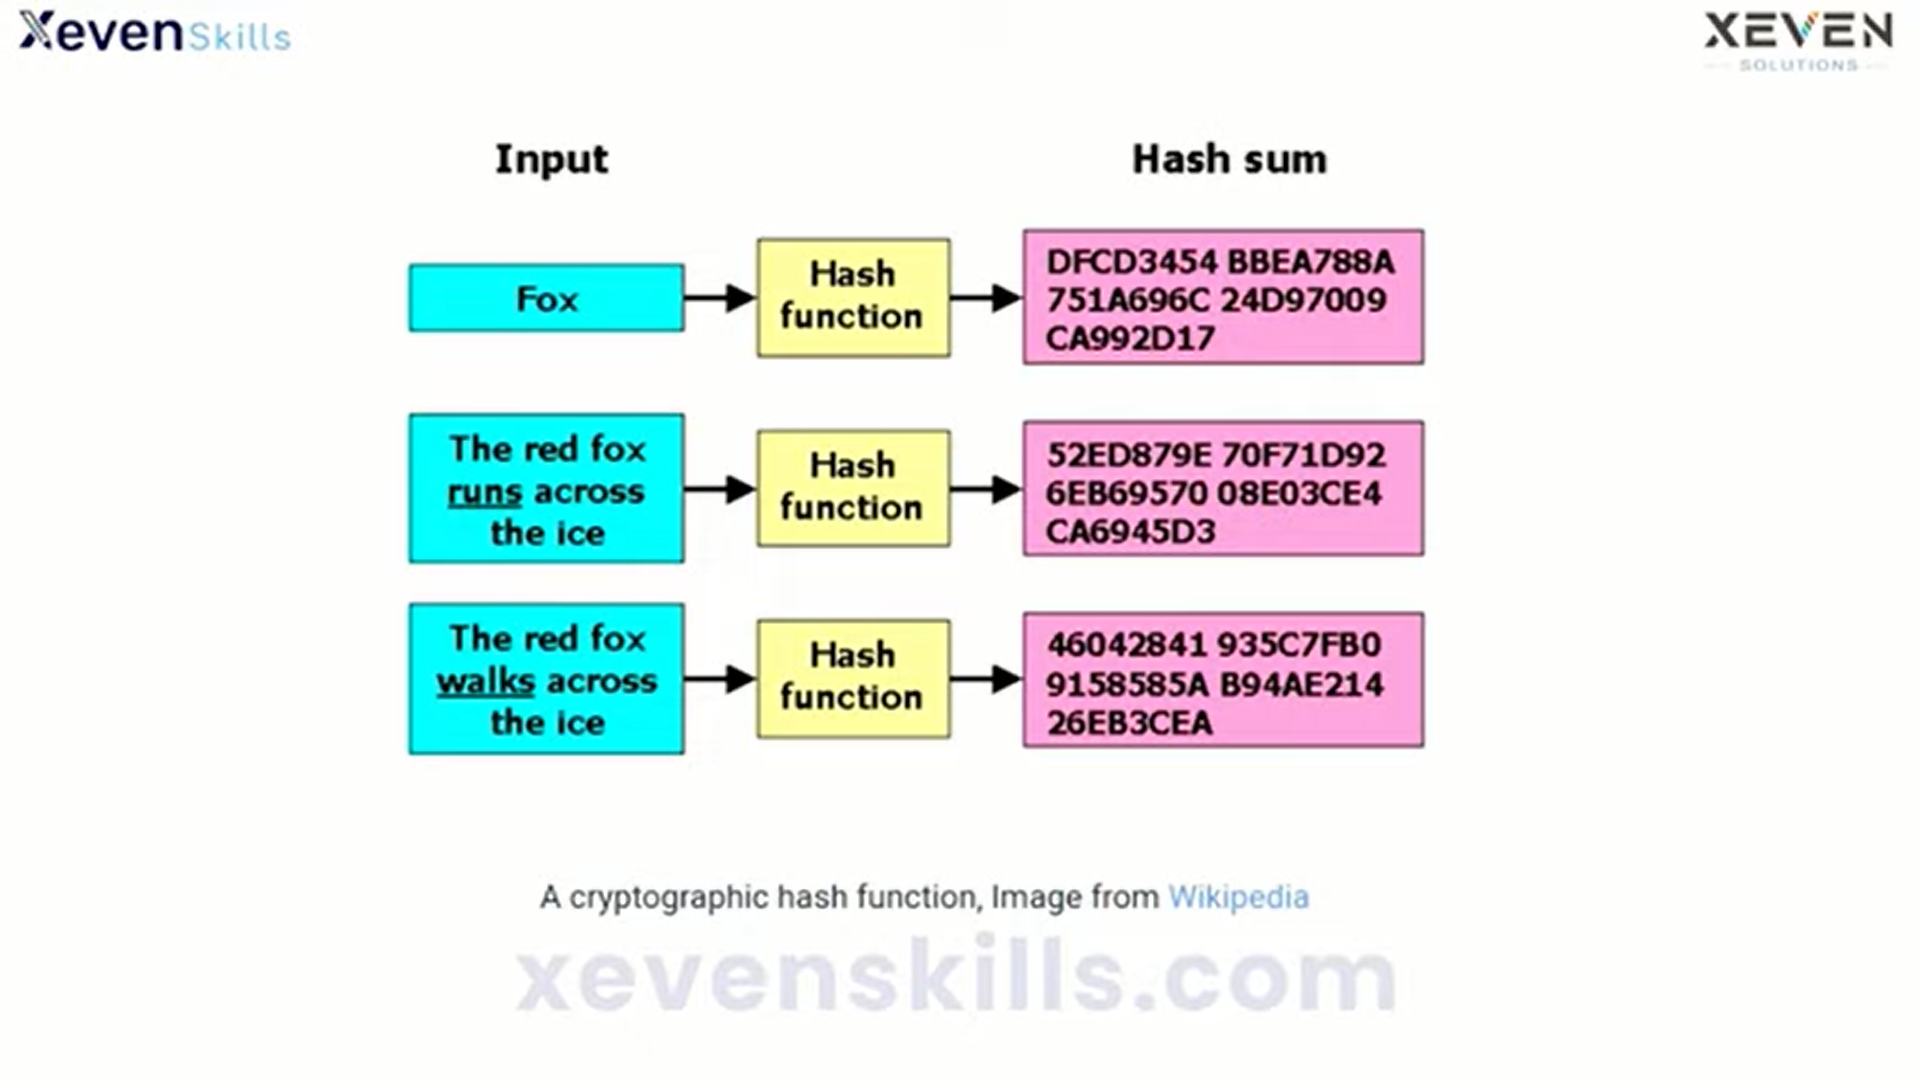 XevenSkills
XEVEN
SOLUTIONS
Input
Hash sum
Fox
Hash
function
DFCD3454 BBEA788A
751A696C 24D97009
CA992D17
The red fox
runs across
the ice
Hash
function
52ED879E 70F71D92
6EB69570 08E03CE4
CA6945D3
The red fox
walks across
the ice
Hash
function
46042841 935C7FB0
9158585A B94AE214
26EB3CEA
A cryptographic hash function, Image from Wikipedia
xevenskills.com